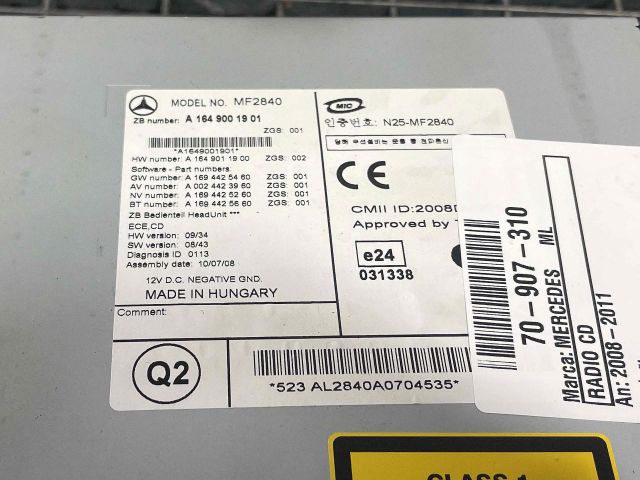 MODEL NO. MF2840
ZB number: A 164 900 19 01
ZGS: 001
*A1649001901*
HW number: A 164 901 19 00 ZGS: 002
Software - Part numbers:
GW number: A 169 442 54 60 ZGS: 001
AV number: A 002 442 39 60 ZGS: 001
NV number: A 169 442 52 60 ZGS: 001
BT number: A 169 442 56 60 ZGS: 001
ZB Bedienteil HeadUnit ***
ECE,CD
HW version: 09/34
SW version: 08/43
Diagnosis ID 0113
Assembly date: 10/07/08
12V D.C. NEGATIVE GND.
MADE IN HUNGARY
Comment:
MIC
인증번호: N25-MF2840
CE
CMII ID:2008
Approved by
e24
031338
Q2
*523 AL2840A0704535*
70-907-310
Marca: MERCEDES ML
RADIO CD
An: 2008-2011
CLASS 1